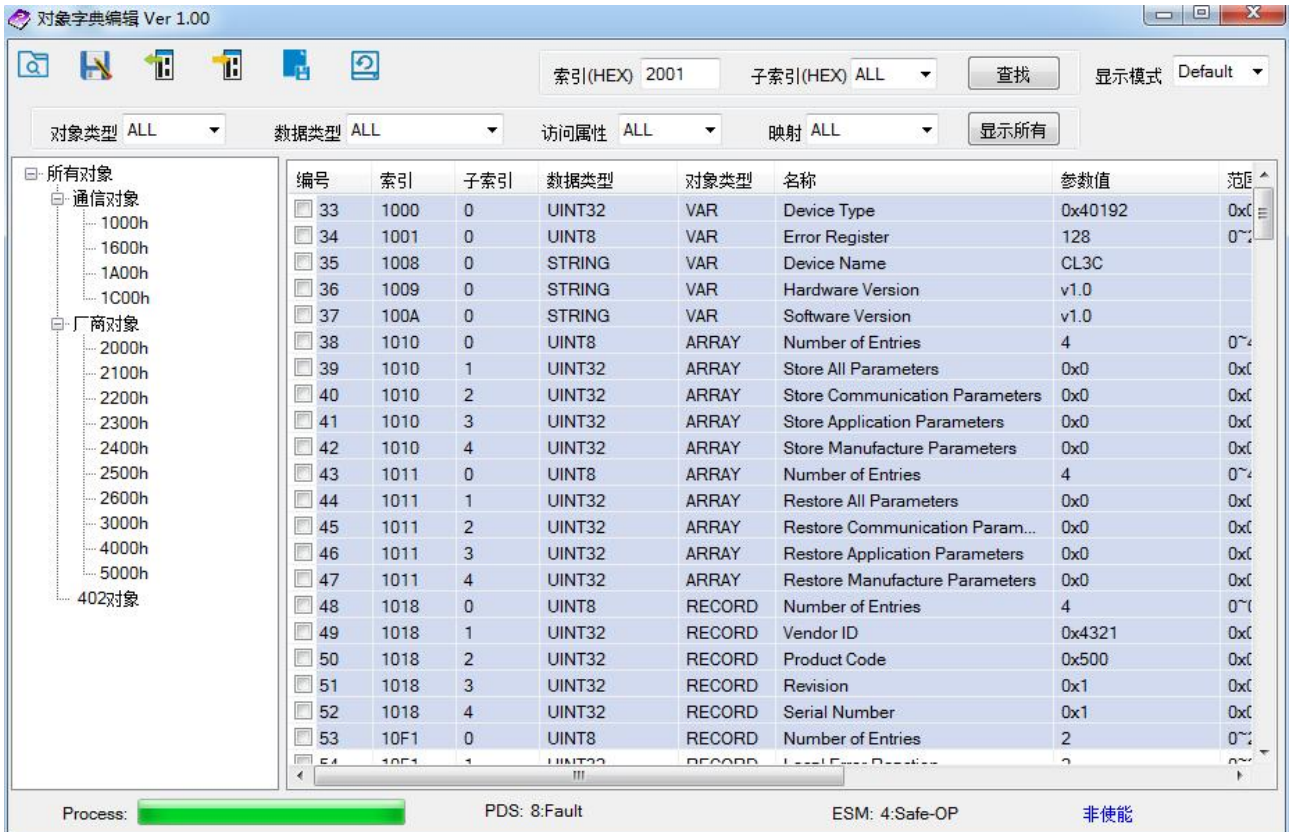 对象字典编辑 Ver 1.00
索引(HEX) 2001 子索引(HEX) ALL 查找 显示模式 Default
对象类型 ALL 数据类型 ALL 访问属性 ALL 映射 ALL 显示所有
所有对象
通信对象
1000h
1600h
1A00h
1C00h
厂商对象
2000h
2100h
2200h
2300h
2400h
2500h
2600h
3000h
4000h
5000h
402对象
编号 索引 子索引 数据类型 对象类型 名称 参数值
33 1000 0 UINT32 VAR Device Type 0x40192
34 1001 0 UINT8 VAR Error Register 128
35 1008 0 STRING VAR Device Name CL3C
36 1009 0 STRING VAR Hardware Version v1.0
37 100A 0 STRING VAR Software Version v1.0
38 1010 0 UINT8 ARRAY Number of Entries 4
39 1010 1 UINT32 ARRAY Store All Parameters 0x0
40 1010 2 UINT32 ARRAY Store Communication Parameters 0x0
41 1010 3 UINT32 ARRAY Store Application Parameters 0x0
42 1010 4 UINT32 ARRAY Store Manufacture Parameters 0x0
43 1011 0 UINT8 ARRAY Number of Entries 4
44 1011 1 UINT32 ARRAY Restore All Parameters 0x0
45 1011 2 UINT32 ARRAY Restore Communication Param... 0x0
46 1011 3 UINT32 ARRAY Restore Application Parameters 0x0
47 1011 4 UINT32 ARRAY Restore Manufacture Parameters 0x0
48 1018 0 UINT8 RECORD Number of Entries 4
49 1018 1 UINT32 RECORD Vendor ID 0x4321
50 1018 2 UINT32 RECORD Product Code 0x500
51 1018 3 UINT32 RECORD Revision 0x1
52 1018 4 UINT32 RECORD Serial Number 0x1
53 10F1 0 UINT8 RECORD Number of Entries 2
Process: PDS: 8:Fault ESM: 4:Safe-OP 非使能